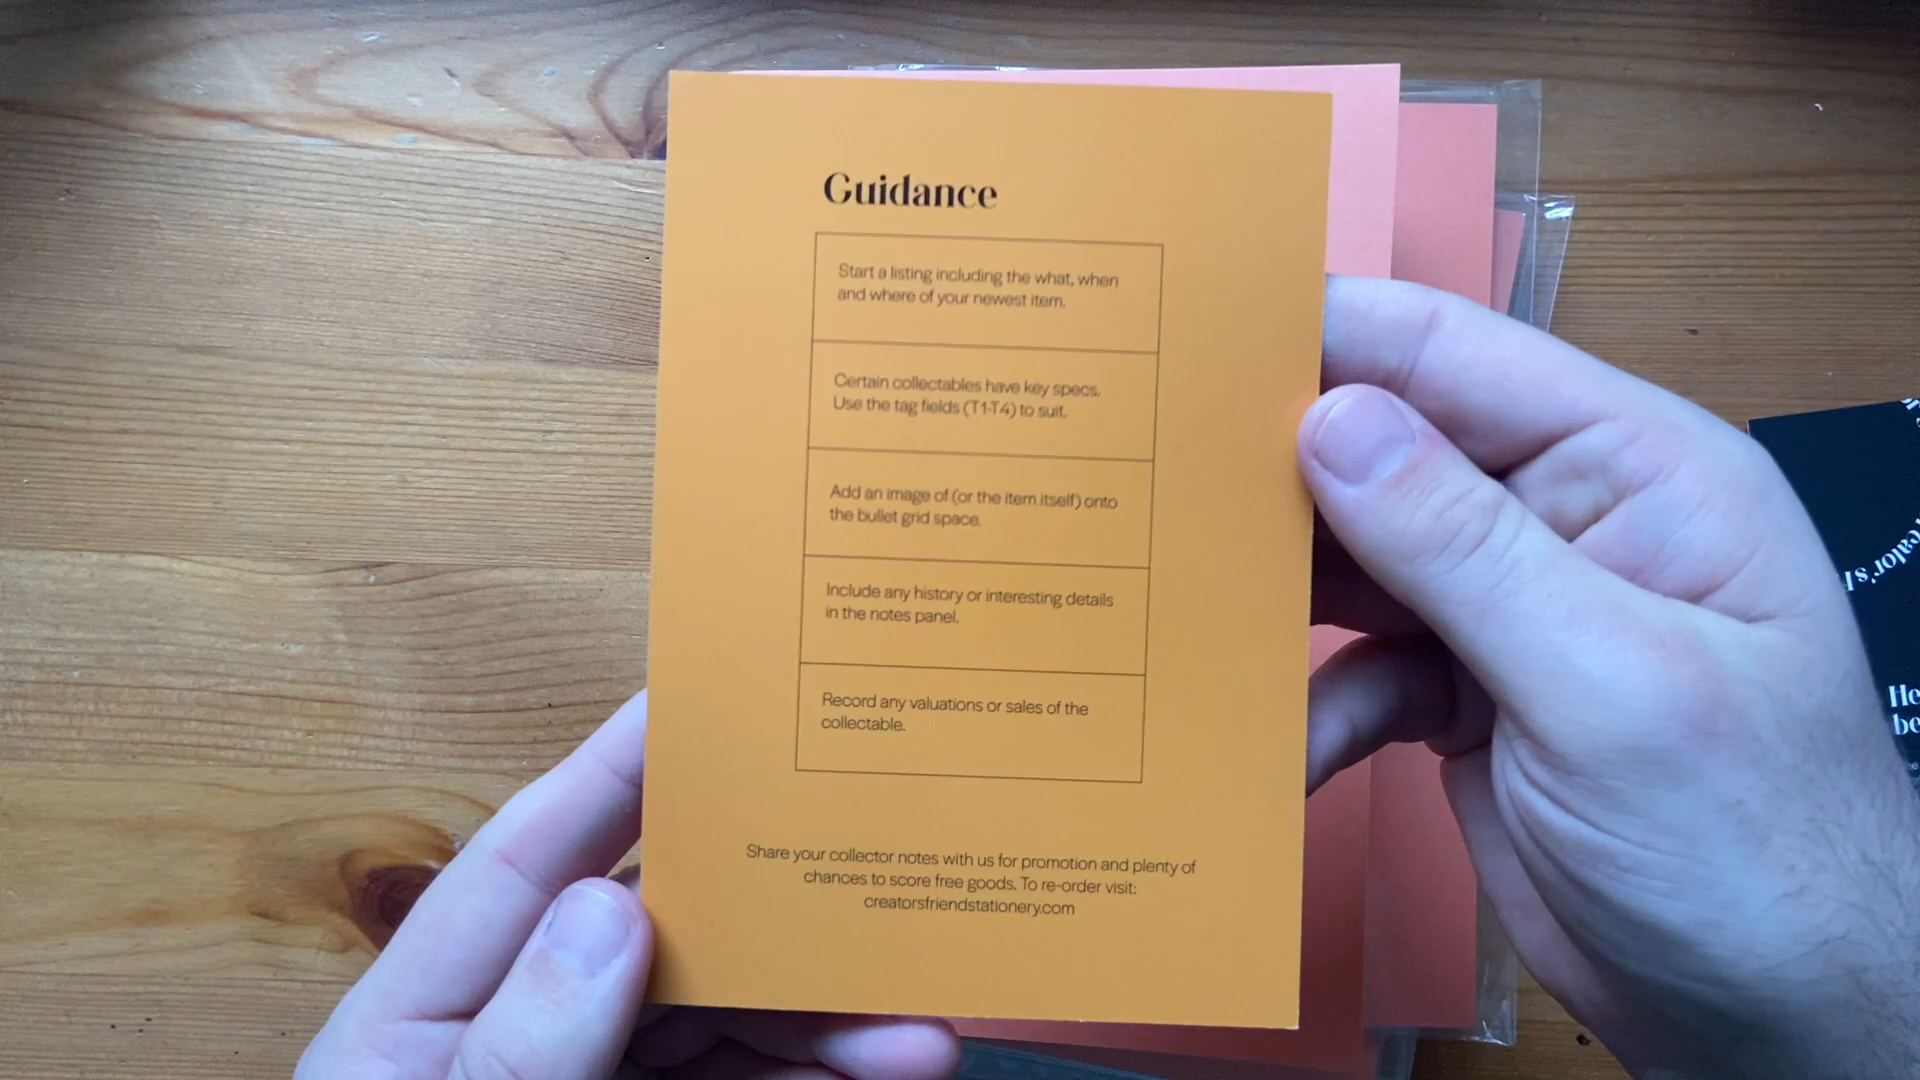 Guidance
Start a listing including the what, when
and where of your newest item.
Certain collectables have key specs.
Use the tag fields (T1-T4) to suit.
Add an image of (or the item itself) onto
the bullet grid space.
Include any history or interesting details
in the notes panel.
Record any valuations or sales of the
collectable.
Share your collector notes with us for promotion and plenty of
chances to score free goods. To re-order visit:
creatorsfriendstationery.com
He
be